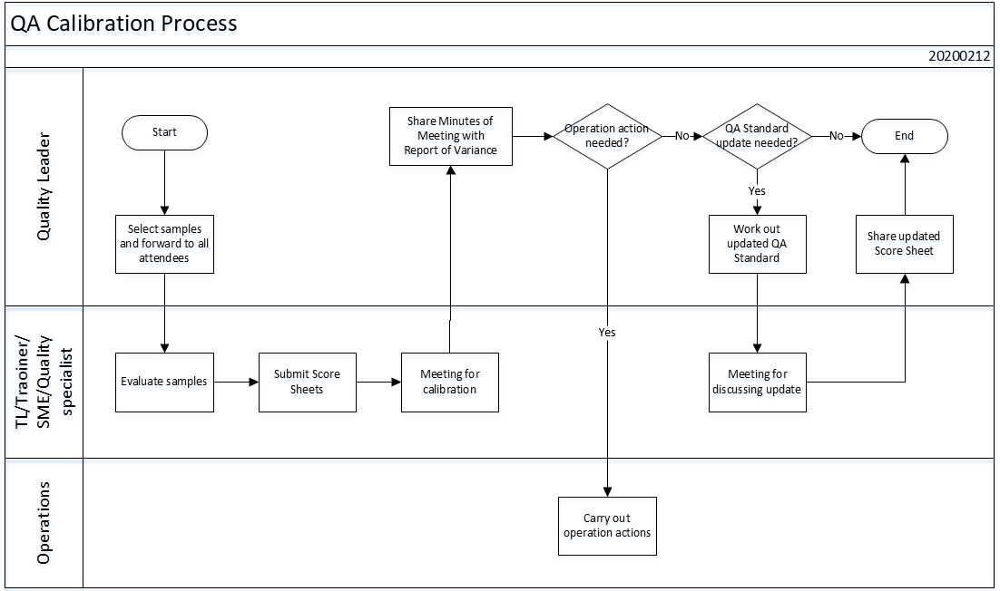 QA Calibration Process
20200212
Quality Leader
Start
Select samples
and forward to all
attendees
Share Minutes of
Meeting with
Report of Variance
Operation action
needed?
No
QA Standard
update needed?
No
End
Yes
Work out
updated QA
Standard
Share updated
Score Sheet
TL/Traoiner/
SME/Quality
specialist
Evaluate samples
Submit Score
Sheets
Meeting for
calibration
Yes
Meeting for
discussing update
Operations
Carry out
operation actions